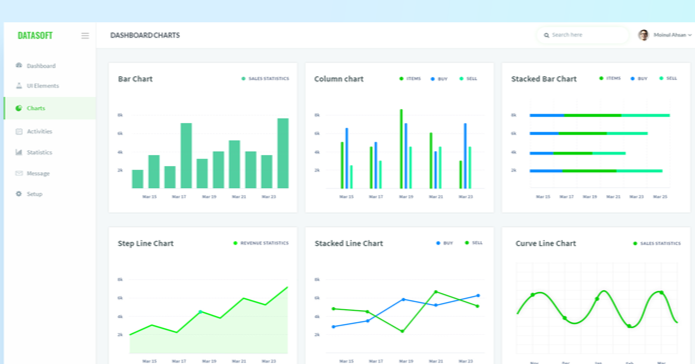 DATASOFT
DASHBOARD CHARTS
Search here
Moinul Ahsan
Dashboard
UI Elements
Charts
Activities
Statistics
Message
Setup
Bar Chart
SALES STATISTICS
8k
6k
4k
2k
Mar 15 Mar 17 Mar 19 Mar 21 Mar 23
Column chart
ITEMS BUY SELL
8k
6k
4k
2k
Mar 15 Mar 17 Mar 19 Mar 21 Mar 23
Stacked Bar Chart
ITEMS BUY SELL
8k
6k
4k
2k
Mar 15 Mar 17 Mar 19 Mar 22 Mar 23 Mar 25
Step Line Chart
REVENUE STATISTICS
6k
4k
2k
Mar 15 Mar 17 Mar 19 Mar 21 Mar 23
Stacked Line Chart
BUY SELL
6k
4k
2k
Mar 15 Mar 17 Mar 19 Mar 21 Mar 23
Curve Line Chart
SALES STATISTICS